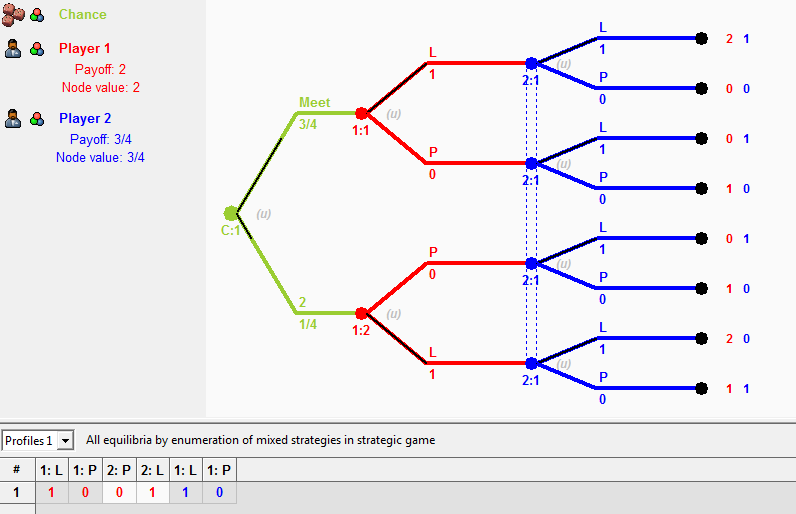 Chance
Player 1
Payoff: 2
Node value: 2
Player 2
Payoff: 3/4
Node value: 3/4
C:1
(u)
Meet
3/4
2
1/4
1:1
(u)
1:2
(u)
L
1
P
0
P
0
L
1
2:1
(u)
2:1
(u)
2:1
(u)
2:1
(u)
L
1
2 1
P
0
0 0
L
1
0 1
P
0
1 0
L
1
0 1
P
0
1 0
L
1
2 0
P
0
1 1
Profiles 1 All equilibria by enumeration of mixed strategies in strategic game
# 1: L 1: P 2: P 2: L 1: L 1: P
1 1 0 0 1 1 0